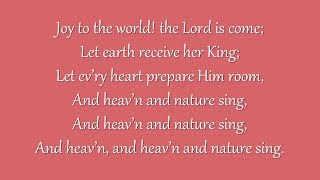 Joy to the world! the Lord is come;
Let earth receive her King;
Let ev'ry heart prepare Him room,
And heav'n and nature sing,
And heav'n and nature sing,
And heav'n, and heav'n and nature sing.